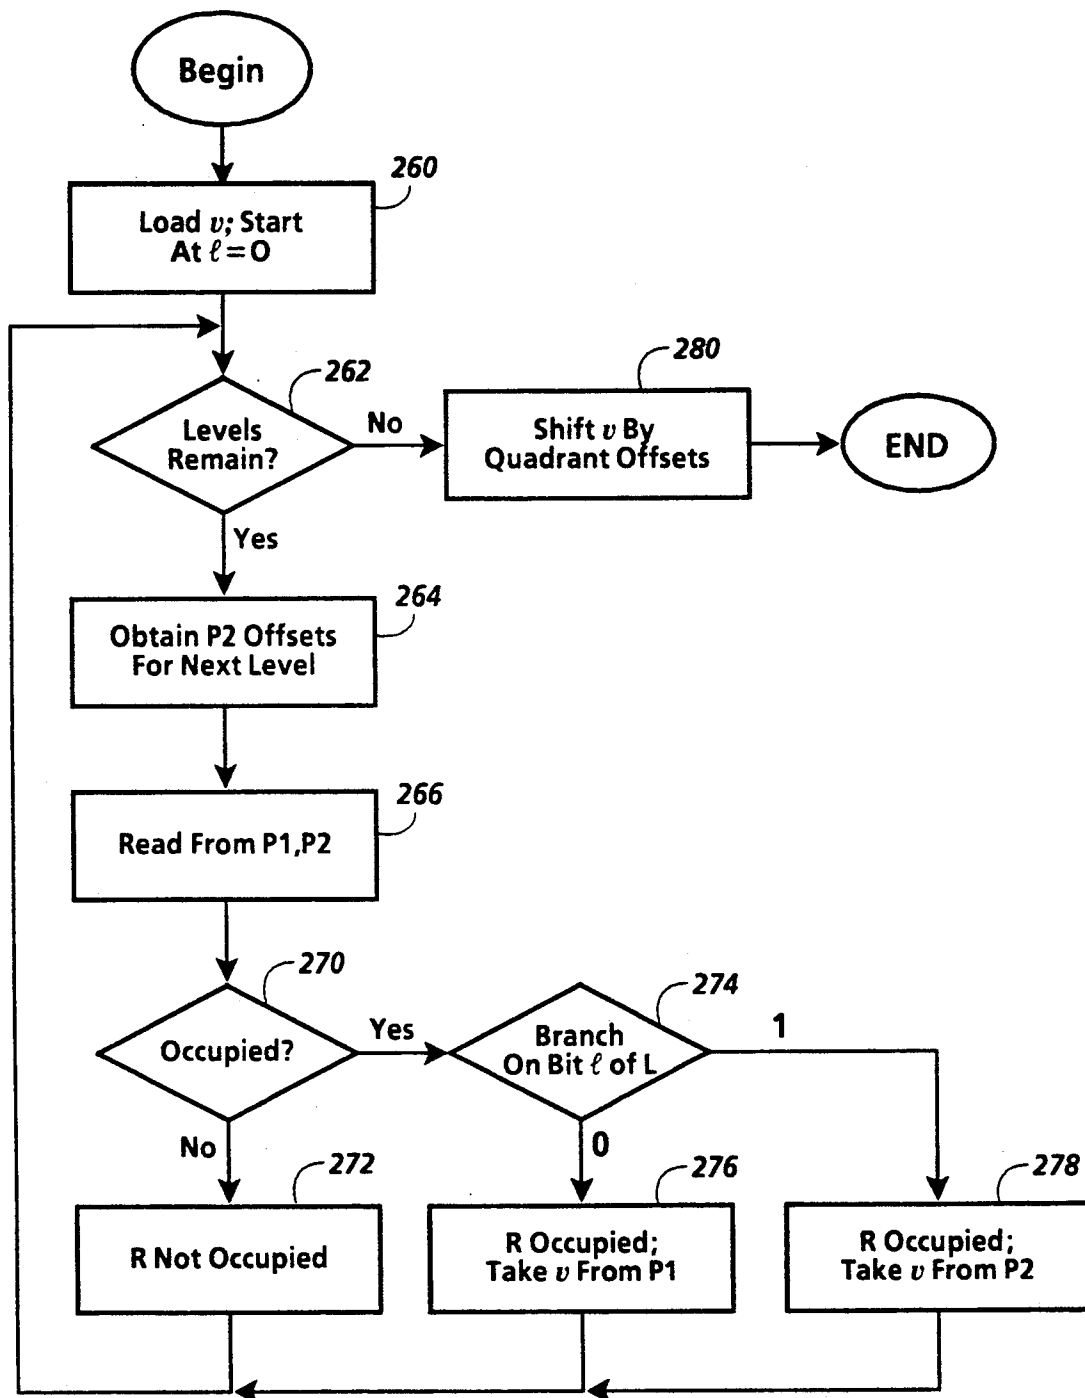 Begin
260
Load v; Start
At ℓ = O
262
Levels
Remain?
No
280
Shift v By
Quadrant Offsets
END
Yes
264
Obtain P2 Offsets
For Next Level
266
Read From P1,P2
270
Occupied?
Yes
274
Branch
On Bit ℓ of L
1
No
0
272
R Not Occupied
276
R Occupied;
Take v From P1
278
R Occupied;
Take v From P2